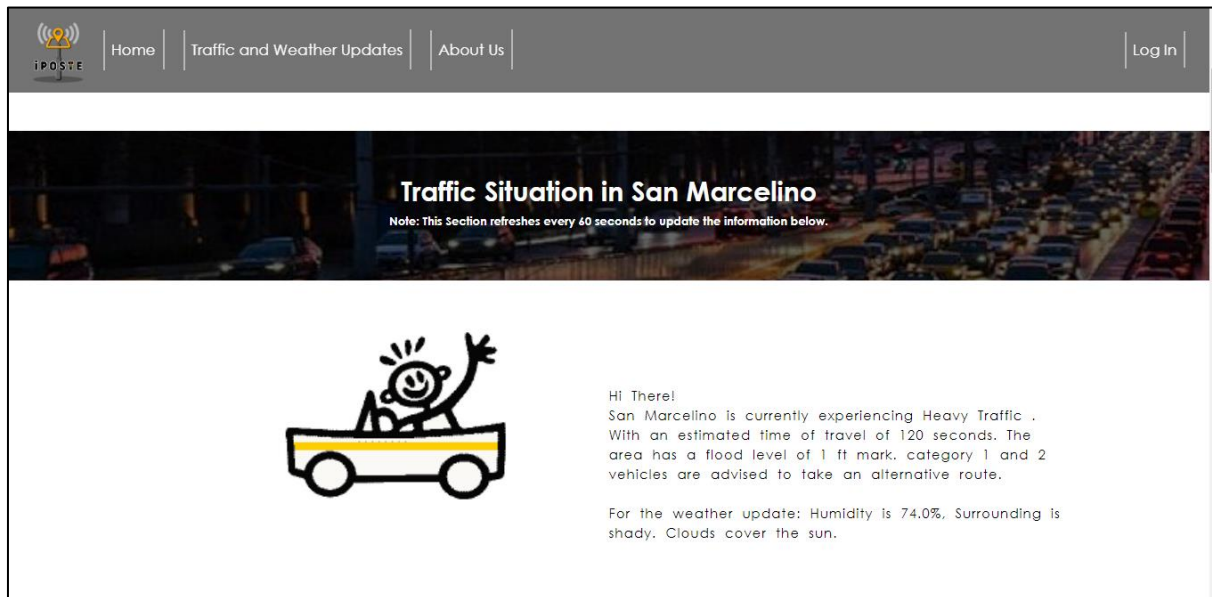 iPOSTE
Home
Traffic and Weather Updates
About Us
Log In
Traffic Situation in San Marcelino
Note: This Section refreshes every 60 seconds to update the information below.
Hi There!
San Marcelino is currently experiencing Heavy Traffic .
With an estimated time of travel of 120 seconds. The
area has a flood level of 1 ft mark. category 1 and 2
vehicles are advised to take an alternative route.
For the weather update: Humidity is 74.0%, Surrounding is
shady. Clouds cover the sun.